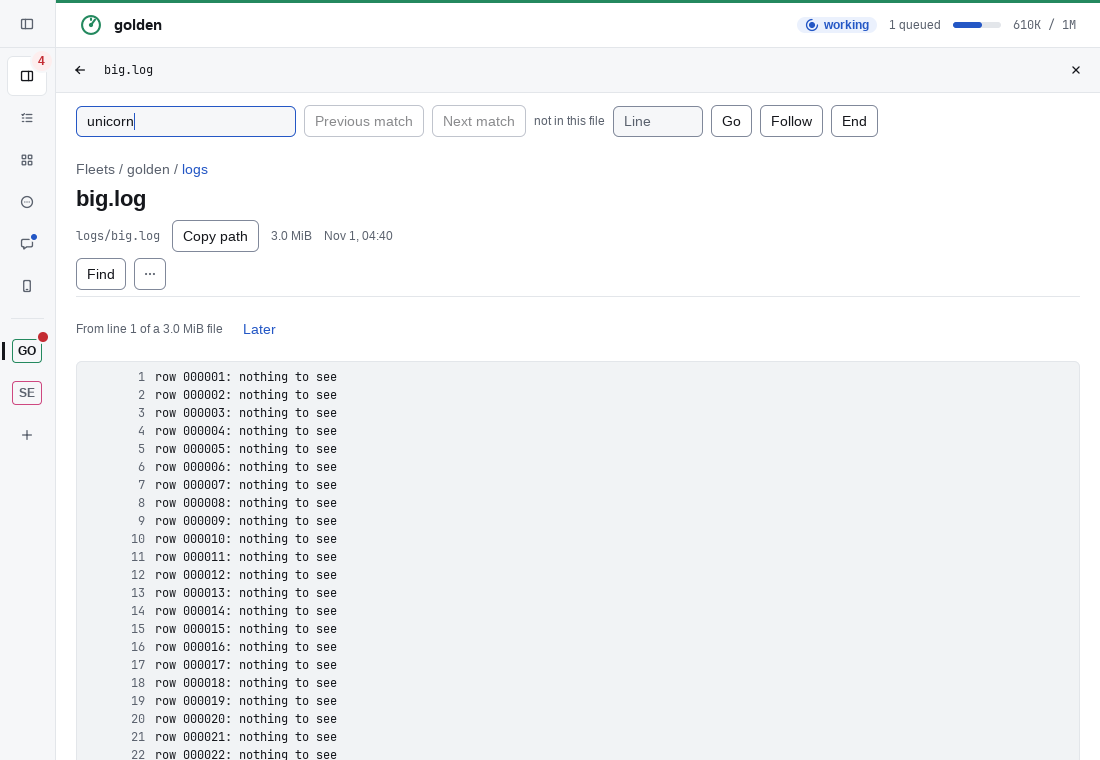 golden
working
1 queued
610K / 1M
4
big.log
unicorn
Previous match
Next match
not in this file
Line
Go
Follow
End
Fleets / golden / logs
big.log
logs/big.log
Copy path
3.0 MiB
Nov 1, 04:40
Find
...
From line 1 of a 3.0 MiB file
Later
GO
SE
1 row 000001: nothing to see
2 row 000002: nothing to see
3 row 000003: nothing to see
4 row 000004: nothing to see
5 row 000005: nothing to see
6 row 000006: nothing to see
7 row 000007: nothing to see
8 row 000008: nothing to see
9 row 000009: nothing to see
10 row 000010: nothing to see
11 row 000011: nothing to see
12 row 000012: nothing to see
13 row 000013: nothing to see
14 row 000014: nothing to see
15 row 000015: nothing to see
16 row 000016: nothing to see
17 row 000017: nothing to see
18 row 000018: nothing to see
19 row 000019: nothing to see
20 row 000020: nothing to see
21 row 000021: nothing to see
22 row 000022: nothing to see